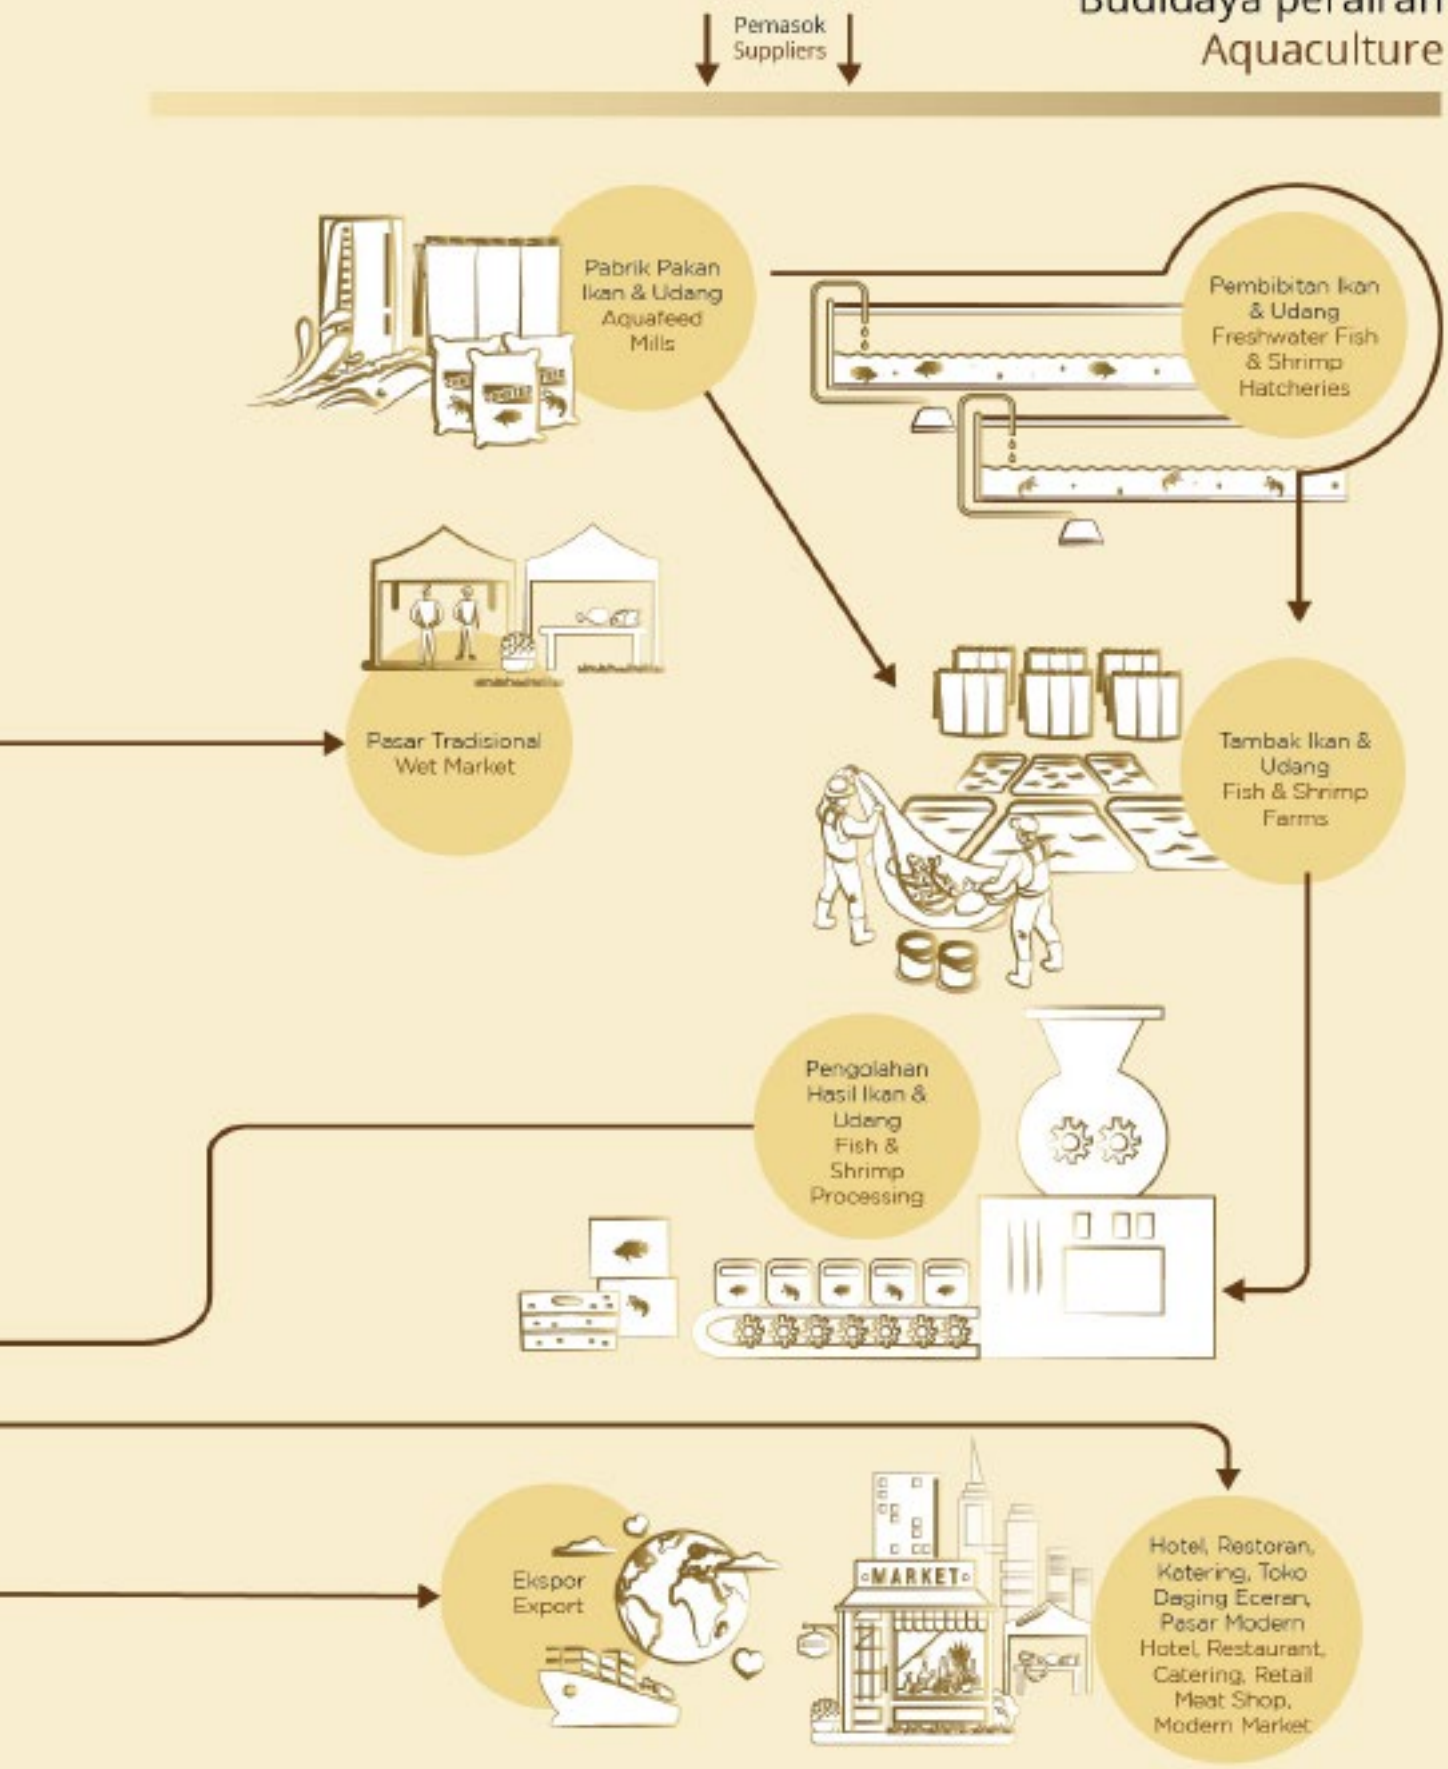 Budidaya perairan
Aquaculture
Pemasok
Suppliers
Pabrik Pakan
Ikan & Udang
Aquafeed
Mills
Pembibitan Ikan
& Udang
Freshwater Fish
& Shrimp
Hatcheries
Pasar Tradisional
Wet Market
Tambak Ikan &
Udang
Fish & Shrimp
Farms
Pengolahan
Hasil Ikan &
Udang
Fish &
Shrimp
Processing
Ekspor
Export
MARKET
Hotel, Restoran,
Katering, Toko
Daging Eceran,
Pasar Modern
Hotel, Restaurant,
Catering, Retail
Meat Shop,
Modern Market